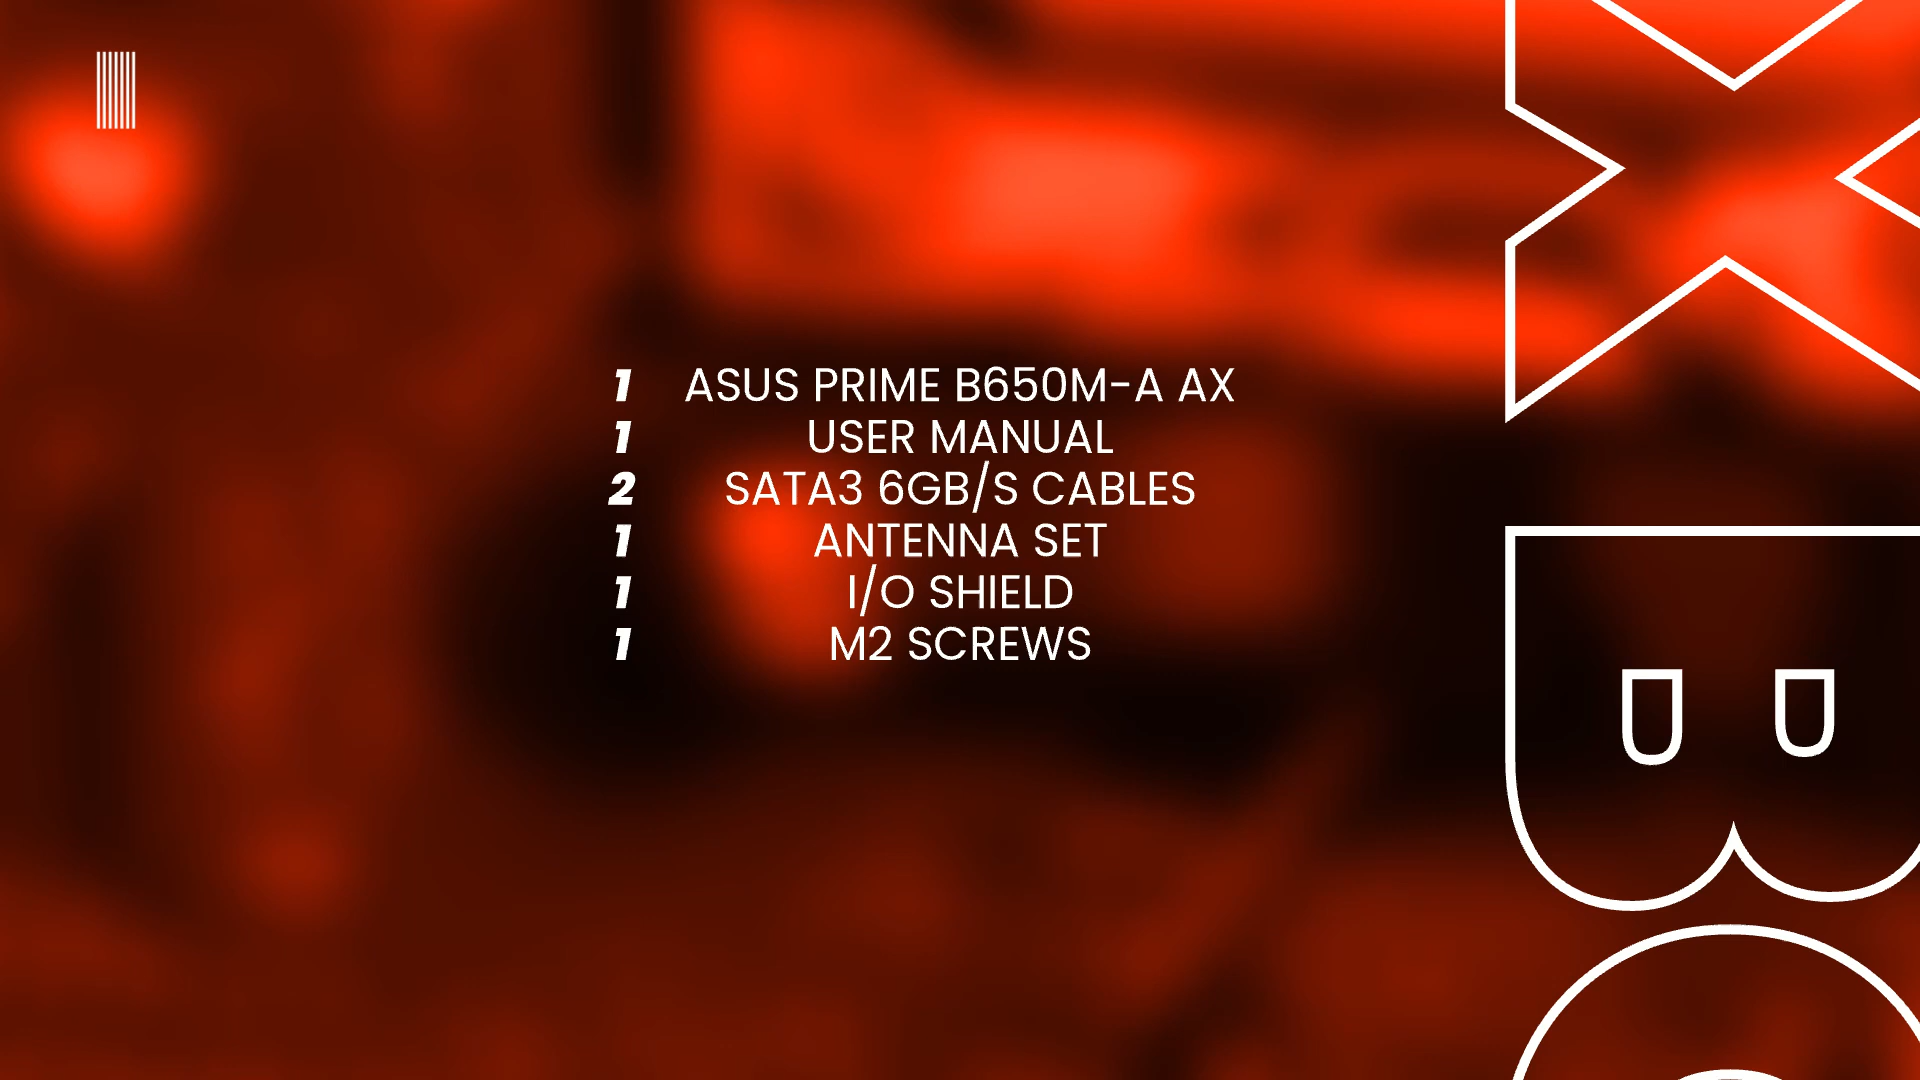 1 ASUS PRIME B650M-A AX
1 USER MANUAL
2 SATA3 6GB/S CABLES
1 ANTENNA SET
1 I/O SHIELD
1 M2 SCREWS
X B